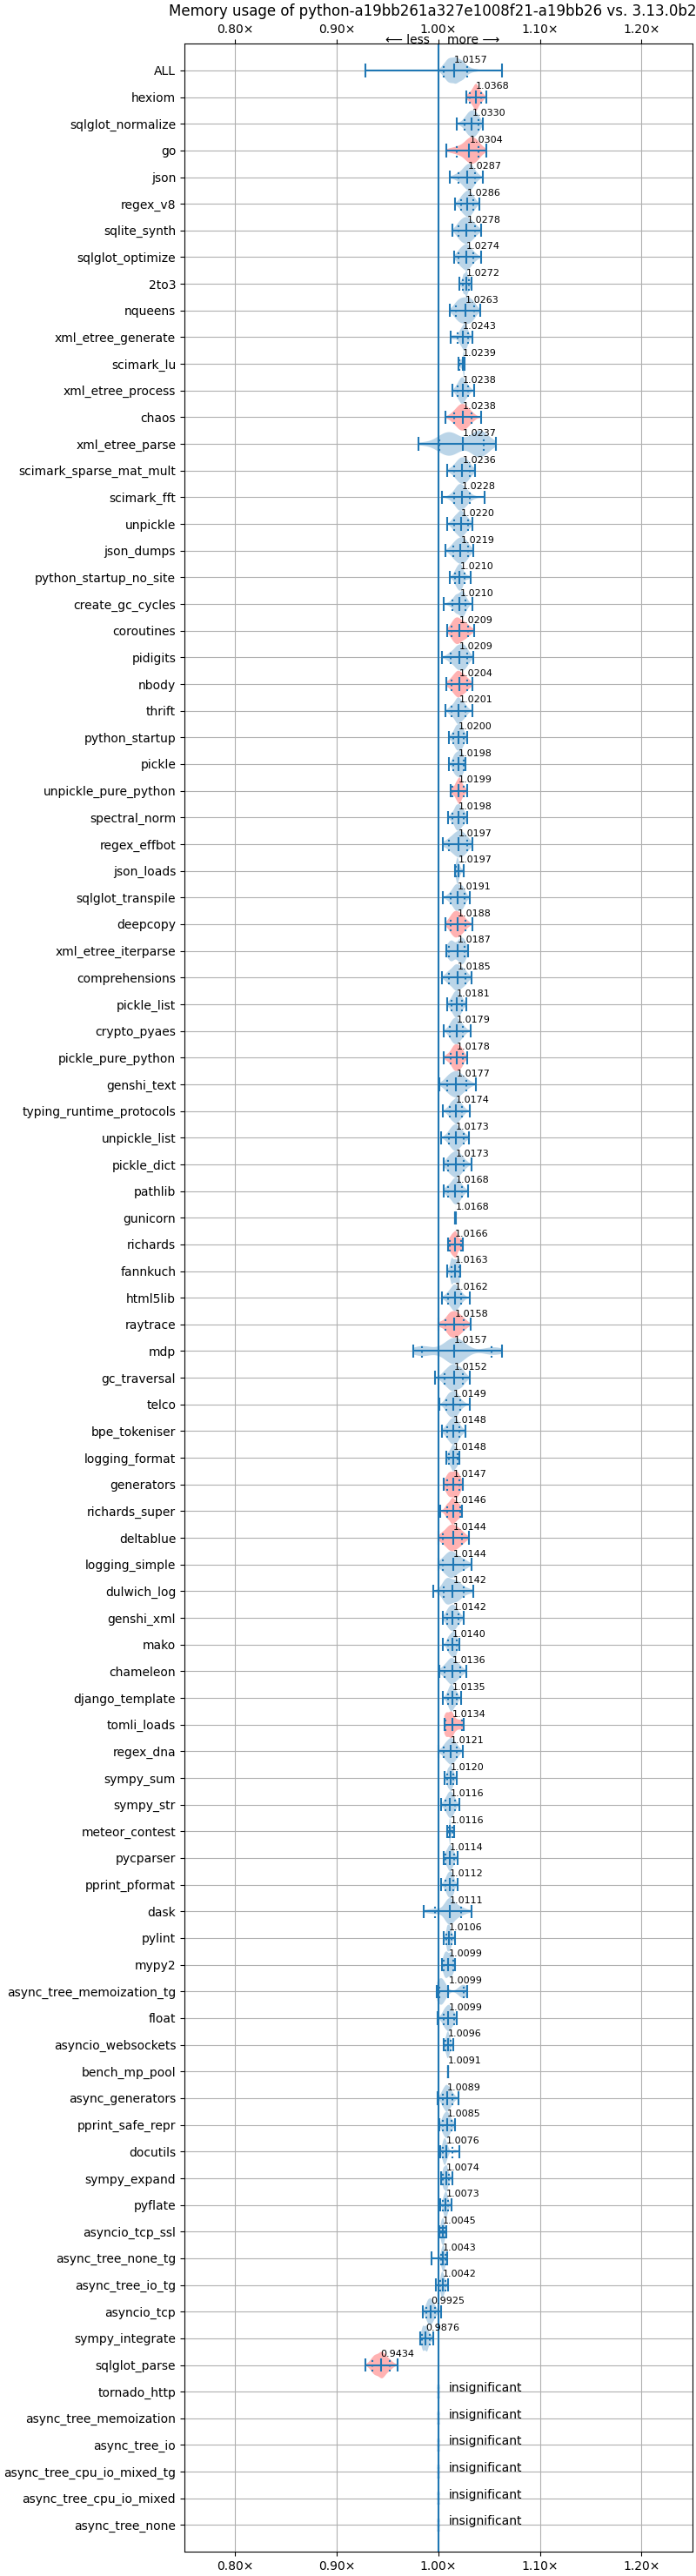 Memory usage of python-a19bb261a327e1008f21-a19bb26 vs. 3.13.0b2
0.80× 0.90× 1.00× 1.10× 1.20×
⟵ less more ⟶
ALL 1.0157
hexiom 1.0368
sqlglot_normalize 1.0330
go 1.0304
json 1.0287
regex_v8 1.0286
sqlite_synth 1.0278
sqlglot_optimize 1.0274
2to3 1.0272
nqueens 1.0263
xml_etree_generate 1.0243
scimark_lu 1.0239
xml_etree_process 1.0238
chaos 1.0238
xml_etree_parse 1.0237
scimark_sparse_mat_mult 1.0236
scimark_fft 1.0228
unpickle 1.0220
json_dumps 1.0219
python_startup_no_site 1.0210
create_gc_cycles 1.0210
coroutines 1.0209
pidigits 1.0209
nbody 1.0204
thrift 1.0201
python_startup 1.0200
pickle 1.0198
unpickle_pure_python 1.0199
spectral_norm 1.0198
regex_effbot 1.0197
json_loads 1.0197
sqlglot_transpile 1.0191
deepcopy 1.0188
xml_etree_iterparse 1.0187
comprehensions 1.0185
pickle_list 1.0181
crypto_pyaes 1.0179
pickle_pure_python 1.0178
genshi_text 1.0177
typing_runtime_protocols 1.0174
unpickle_list 1.0173
pickle_dict 1.0173
pathlib 1.0168
gunicorn 1.0168
richards 1.0166
fannkuch 1.0163
html5lib 1.0162
raytrace 1.0158
mdp 1.0157
gc_traversal 1.0152
telco 1.0149
bpe_tokeniser 1.0148
logging_format 1.0148
generators 1.0147
richards_super 1.0146
deltablue 1.0144
logging_simple 1.0144
dulwich_log 1.0142
genshi_xml 1.0142
mako 1.0140
chameleon 1.0136
django_template 1.0135
tomli_loads 1.0134
regex_dna 1.0121
sympy_sum 1.0120
sympy_str 1.0116
meteor_contest 1.0116
pycparser 1.0114
pprint_pformat 1.0112
dask 1.0111
pylint 1.0106
mypy2 1.0099
async_tree_memoization_tg 1.0099
float 1.0099
asyncio_websockets 1.0096
bench_mp_pool 1.0091
async_generators 1.0089
pprint_safe_repr 1.0085
docutils 1.0076
sympy_expand 1.0074
pyflate 1.0073
asyncio_tcp_ssl 1.0045
async_tree_none_tg 1.0043
async_tree_io_tg 1.0042
asyncio_tcp 0.9925
sympy_integrate 0.9876
sqlglot_parse 0.9434
tornado_http insignificant
async_tree_memoization insignificant
async_tree_io insignificant
async_tree_cpu_io_mixed_tg insignificant
async_tree_cpu_io_mixed insignificant
async_tree_none insignificant
0.80× 0.90× 1.00× 1.10× 1.20×